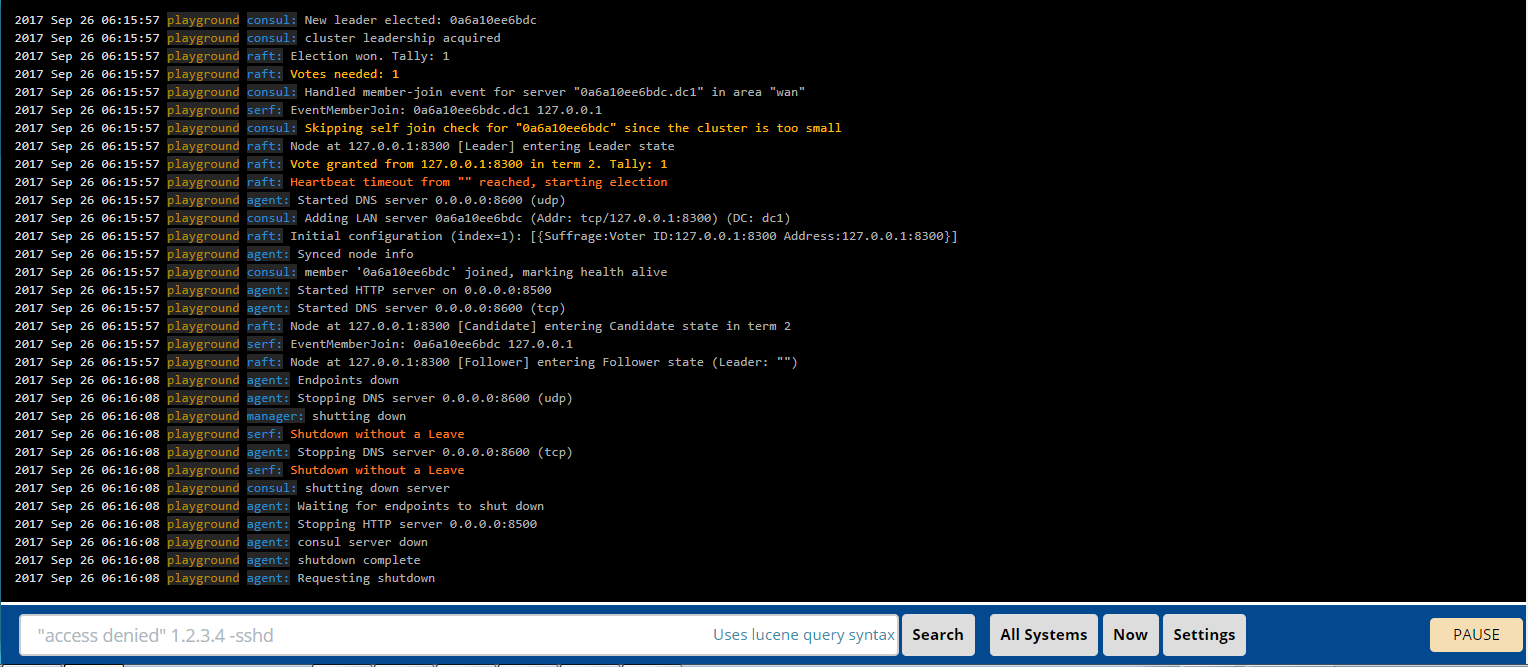 2017 Sep 26 06:15:57 playground consul: New leader elected: 0a6a10ee6bdc
2017 Sep 26 06:15:57 playground consul: cluster leadership acquired
2017 Sep 26 06:15:57 playground raft: Election won. Tally: 1
2017 Sep 26 06:15:57 playground raft: Votes needed: 1
2017 Sep 26 06:15:57 playground consul: Handled member-join event for server "0a6a10ee6bdc.dc1" in area "wan"
2017 Sep 26 06:15:57 playground serf: EventMemberJoin: 0a6a10ee6bdc.dc1 127.0.0.1
2017 Sep 26 06:15:57 playground consul: Skipping self join check for "0a6a10ee6bdc" since the cluster is too small
2017 Sep 26 06:15:57 playground raft: Node at 127.0.0.1:8300 [Leader] entering Leader state
2017 Sep 26 06:15:57 playground raft: Vote granted from 127.0.0.1:8300 in term 2. Tally: 1
2017 Sep 26 06:15:57 playground raft: Heartbeat timeout from "" reached, starting election
2017 Sep 26 06:15:57 playground agent: Started DNS server 0.0.0.0:8600 (udp)
2017 Sep 26 06:15:57 playground consul: Adding LAN server 0a6a10ee6bdc (Addr: tcp/127.0.0.1:8300) (DC: dc1)
2017 Sep 26 06:15:57 playground raft: Initial configuration (index=1): [{Suffrage:Voter ID:127.0.0.1:8300 Address:127.0.0.1:8300}]
2017 Sep 26 06:15:57 playground agent: Synced node info
2017 Sep 26 06:15:57 playground consul: member '0a6a10ee6bdc' joined, marking health alive
2017 Sep 26 06:15:57 playground agent: Started HTTP server on 0.0.0.0:8500
2017 Sep 26 06:15:57 playground agent: Started DNS server 0.0.0.0:8600 (tcp)
2017 Sep 26 06:15:57 playground raft: Node at 127.0.0.1:8300 [Candidate] entering Candidate state in term 2
2017 Sep 26 06:15:57 playground serf: EventMemberJoin: 0a6a10ee6bdc 127.0.0.1
2017 Sep 26 06:15:57 playground raft: Node at 127.0.0.1:8300 [Follower] entering Follower state (Leader: "")
2017 Sep 26 06:16:08 playground agent: Endpoints down
2017 Sep 26 06:16:08 playground agent: Stopping DNS server 0.0.0.0:8600 (udp)
2017 Sep 26 06:16:08 playground manager: shutting down
2017 Sep 26 06:16:08 playground serf: Shutdown without a Leave
2017 Sep 26 06:16:08 playground agent: Stopping DNS server 0.0.0.0:8600 (tcp)
2017 Sep 26 06:16:08 playground serf: Shutdown without a Leave
2017 Sep 26 06:16:08 playground consul: shutting down server
2017 Sep 26 06:16:08 playground agent: Waiting for endpoints to shut down
2017 Sep 26 06:16:08 playground agent: Stopping HTTP server 0.0.0.0:8500
2017 Sep 26 06:16:08 playground agent: consul server down
2017 Sep 26 06:16:08 playground agent: shutdown complete
2017 Sep 26 06:16:08 playground agent: Requesting shutdown
"access denied" 1.2.3.4 -sshd Uses lucene query syntax Search All Systems Now Settings PAUSE